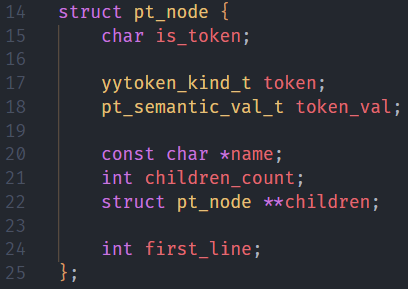 14 struct pt_node {
15     char is_token;
16
17     yytoken_kind_t token;
18     pt_semantic_val_t token_val;
19
20     const char *name;
21     int children_count;
22     struct pt_node **children;
23
24     int first_line;
25 };